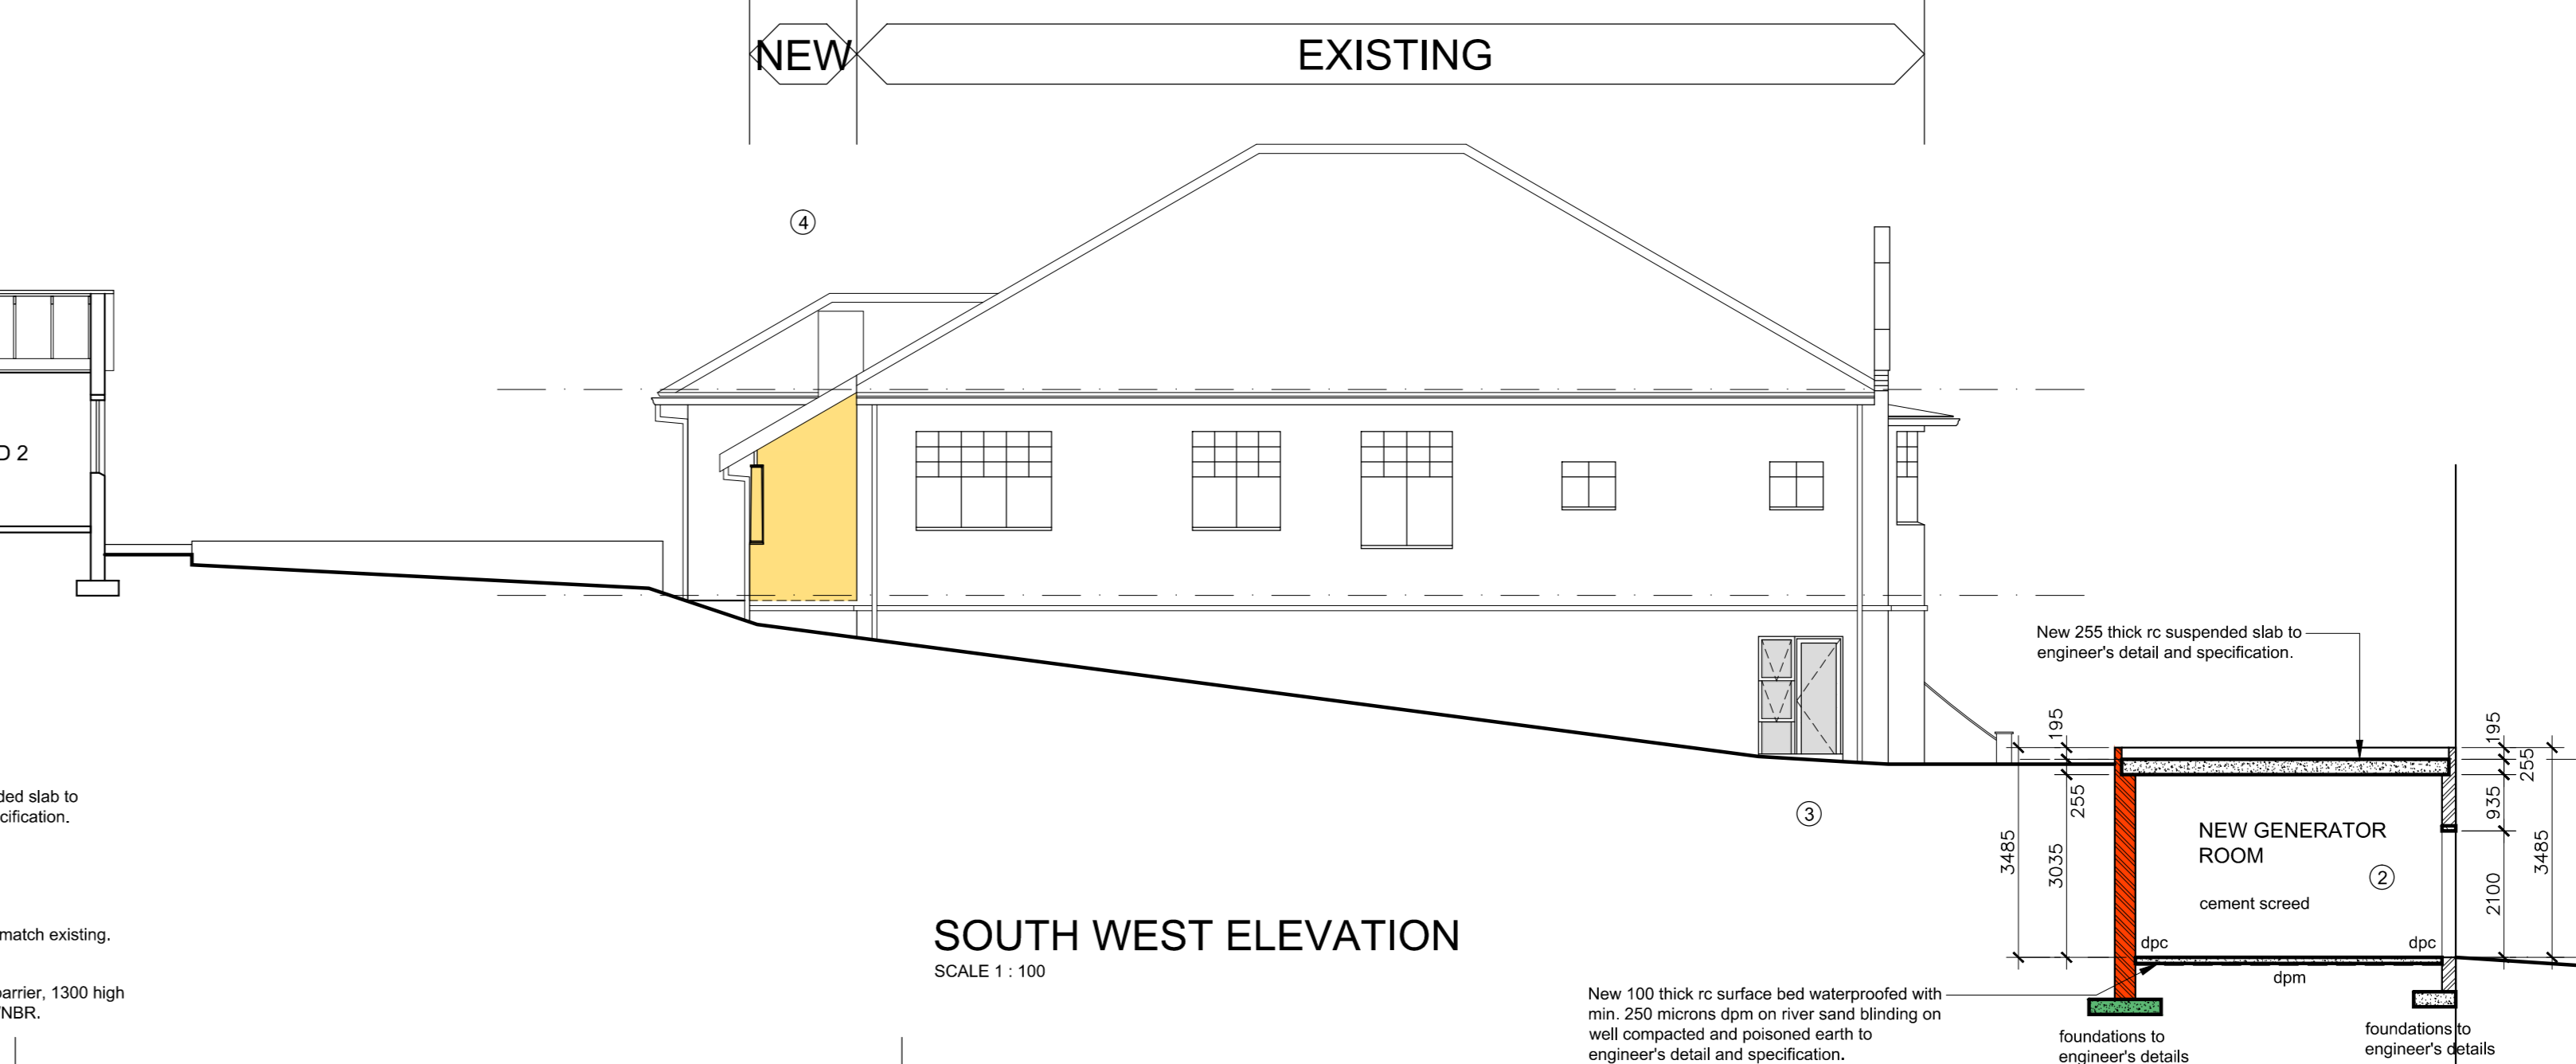 NEW
EXISTING
4
D 2
New 255 thick rc suspended slab to
engineer's detail and specification.
195
255
3485
3035
195
255
935
2100
3485
3
NEW GENERATOR
ROOM
2
cement screed
dpc
dpc
dpm
ded slab to
cification.
match existing.
SOUTH WEST ELEVATION
SCALE 1 : 100
barrier, 1300 high
/NBR.
New 100 thick rc surface bed waterproofed with
min. 250 microns dpm on river sand blinding on
well compacted and poisoned earth to
engineer's detail and specification.
foundations to
engineer's details
foundations to
engineer's details